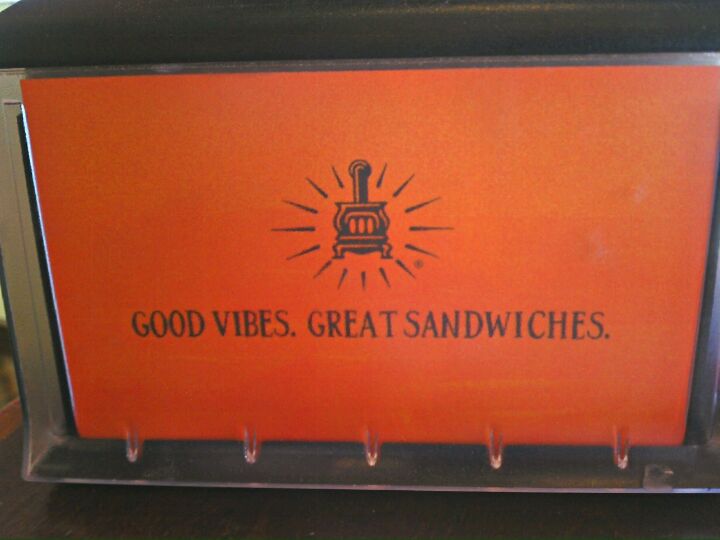 ®
GOOD VIBES. GREAT SANDWICHES.